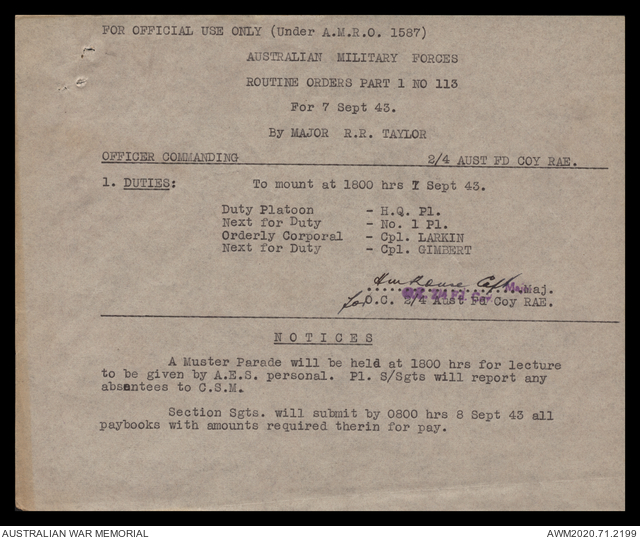 FOR OFFICIAL USE ONLY (Under A.M.R.O. 1587)
AUSTRALIAN MILITARY FORCES
ROUTINE ORDERS PART 1 NO 113
For 7 Sept 43.
By MAJOR R.R. TAYLOR
OFFICER COMMANDING 2/4 AUST FD COY RAE.
1. DUTIES: To mount at 1800 hrs 7 Sept 43.
Duty Platoon - H.Q. Pl.
Next for Duty - No. 1 Pl.
Orderly Corporal - Cpl. LARKIN
Next for Duty - Cpl. GIMBERT
Capt
Maj.
for O.C. 2/4 Aust Fd Coy RAE.
NOTICES
A Muster Parade will be held at 1800 hrs for lecture
to be given by A.E.S. personal. Pl. S/Sgts will report any
absentees to C.S.M.
Section Sgts. will submit by 0800 hrs 8 Sept 43 all
paybooks with amounts required therin for pay.
AUSTRALIAN WAR MEMORIAL AWM2020.71.2199